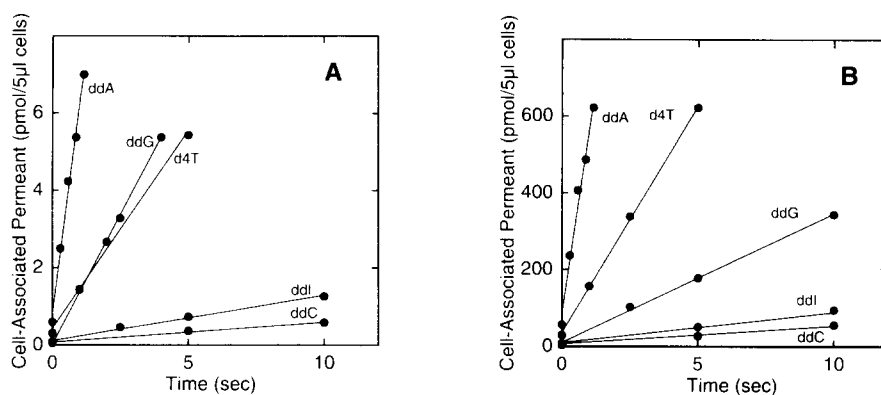 A
Cell-Associated Permeant (pmol/5μl cells)
6
4
2
0
ddA
ddG
d4T
ddI
ddC
0 5 10
Time (sec)
B
Cell-Associated Permeant (pmol/5μl cells)
600
400
200
0
ddA
d4T
ddG
ddI
ddC
0 5 10
Time (sec)